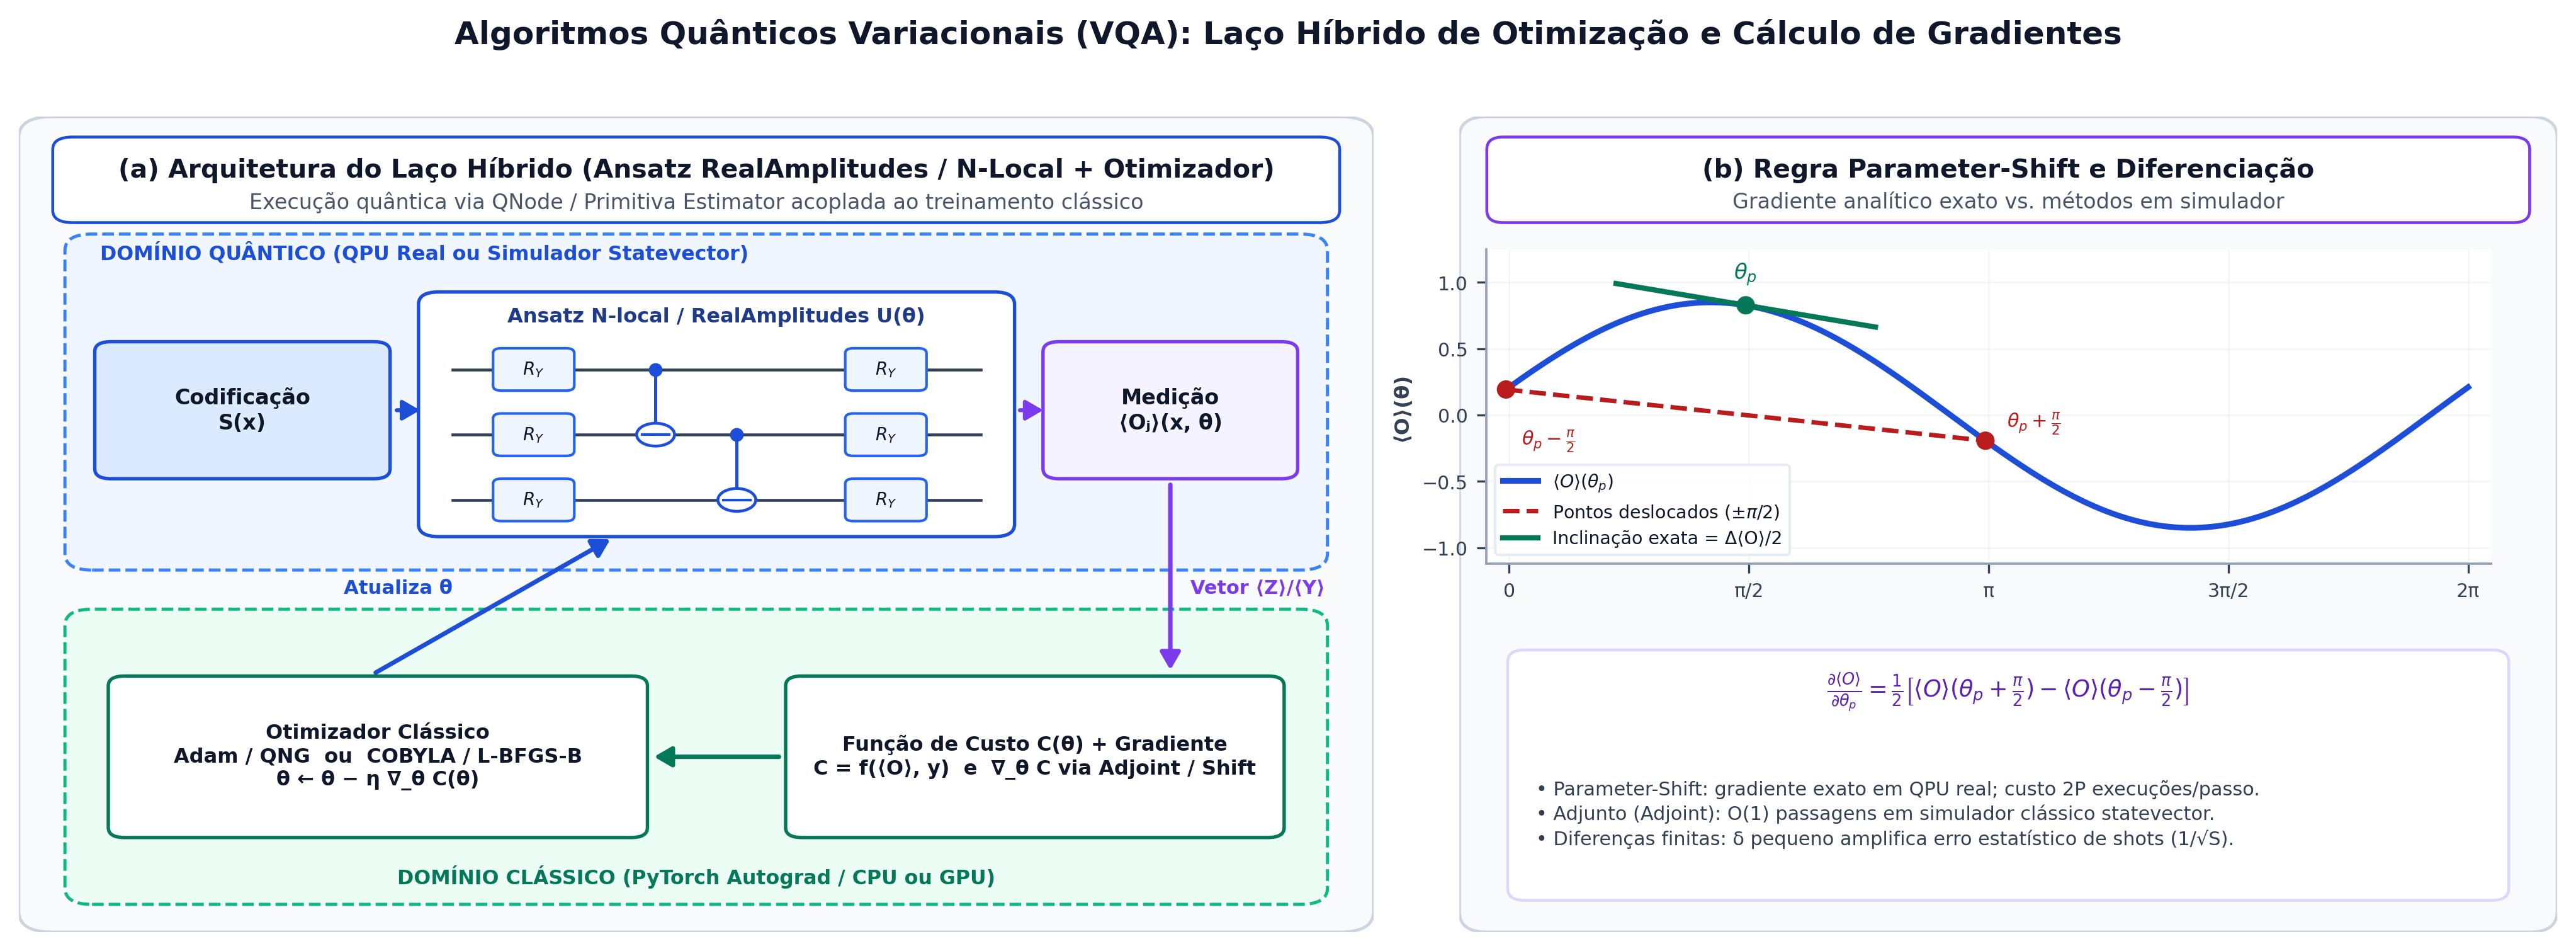 Algoritmos Quânticos Variacionais (VQA): Laço Híbrido de Otimização e Cálculo de Gradientes
(a) Arquitetura do Laço Híbrido (Ansatz RealAmplitudes / N-Local + Otimizador)
Execução quântica via QNode / Primitiva Estimator acoplada ao treinamento clássico
DOMÍNIO QUÂNTICO (QPU Real ou Simulador Statevector)
Codificação
S(x)
Ansatz N-local / RealAmplitudes U(θ)
R_Y R_Y
R_Y R_Y
R_Y R_Y
Medição
⟨Oⱼ⟩(x, θ)
Atualiza θ
Vetor ⟨Z⟩/⟨Y⟩
Otimizador Clássico
Adam / QNG ou COBYLA / L-BFGS-B
θ ← θ − η ∇_θ C(θ)
Função de Custo C(θ) + Gradiente
C = f(⟨O⟩, y) e ∇_θ C via Adjoint / Shift
DOMÍNIO CLÁSSICO (PyTorch Autograd / CPU ou GPU)
(b) Regra Parameter-Shift e Diferenciação
Gradiente analítico exato vs. métodos em simulador
⟨O⟩(θ)
1.0
0.5
0.0
−0.5
−1.0
θ_p
θ_p − π/2
θ_p + π/2
⟨O⟩(θ_p)
Pontos deslocados (±π/2)
Inclinação exata = Δ⟨O⟩/2
0 π/2 π 3π/2 2π
∂⟨O⟩/∂θ_p = 1/2 [⟨O⟩(θ_p + π/2) − ⟨O⟩(θ_p − π/2)]
• Parameter-Shift: gradiente exato em QPU real; custo 2P execuções/passo.
• Adjunto (Adjoint): O(1) passagens em simulador clássico statevector.
• Diferenças finitas: δ pequeno amplifica erro estatístico de shots (1/√S).